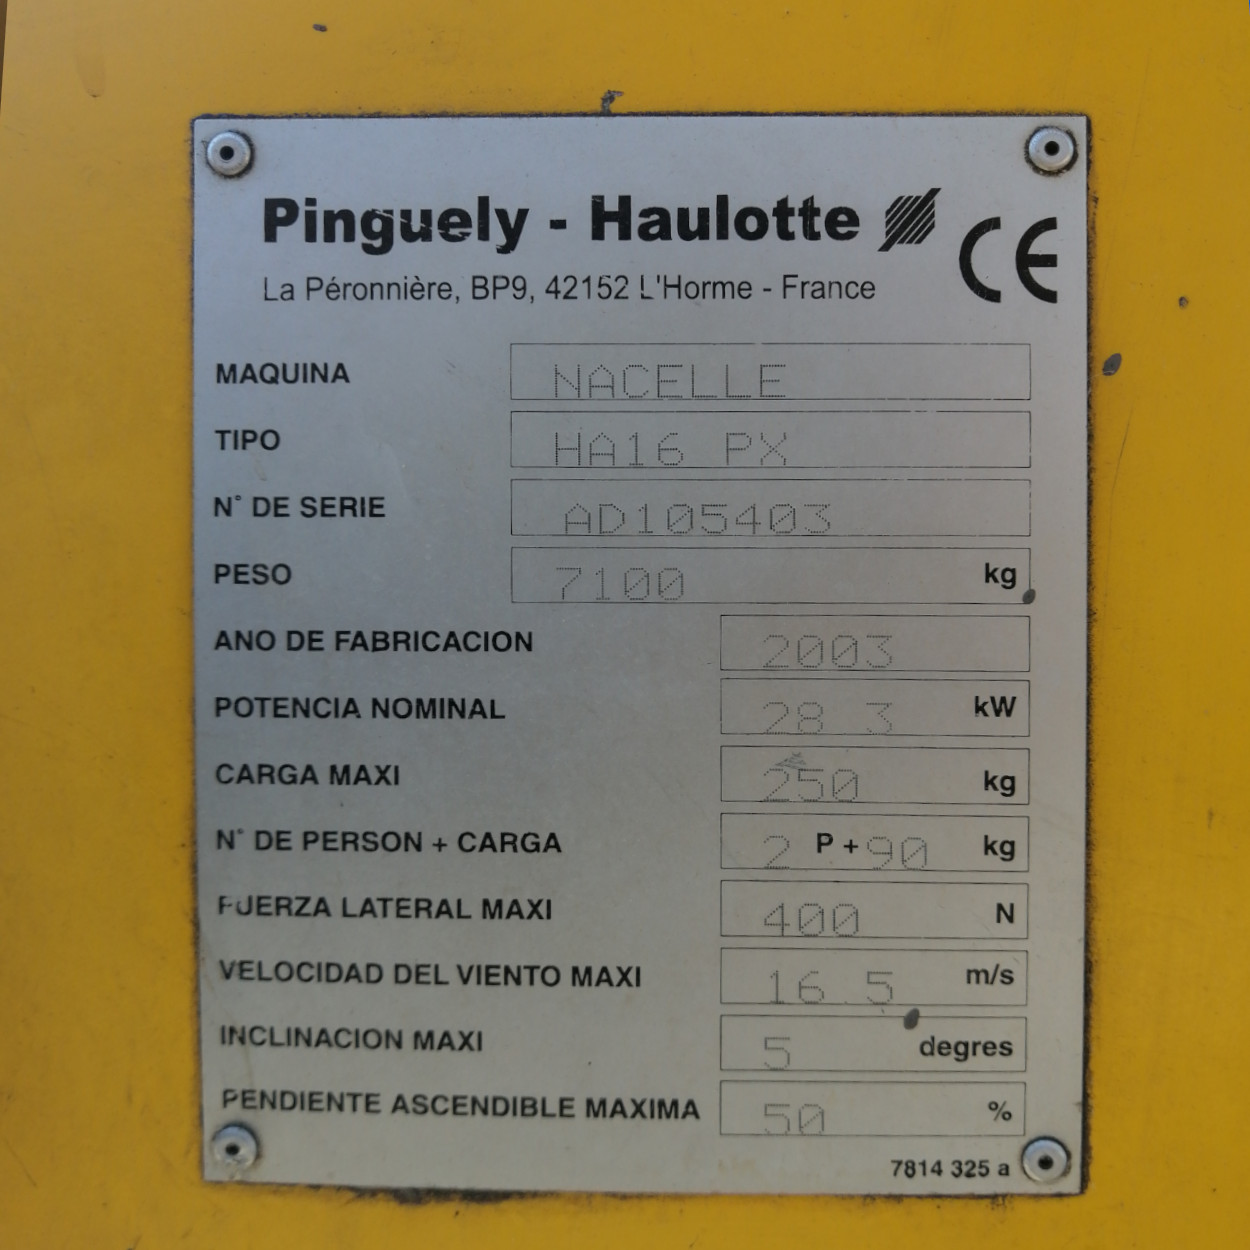 Pinguely - Haulotte
CE
La Péronnière, BP9, 42152 L'Horme - France
MAQUINA NACELLE
TIPO HA16 PX
N° DE SERIE AD105403
PESO 7100 kg
ANO DE FABRICACION 2003
POTENCIA NOMINAL 28.3 kW
CARGA MAXI 250 kg
N° DE PERSON + CARGA 2 P + 90 kg
FUERZA LATERAL MAXI 400 N
VELOCIDAD DEL VIENTO MAXI 16.5 m/s
INCLINACION MAXI 5 degres
PENDIENTE ASCENDIBLE MAXIMA 50 %
7814 325 a